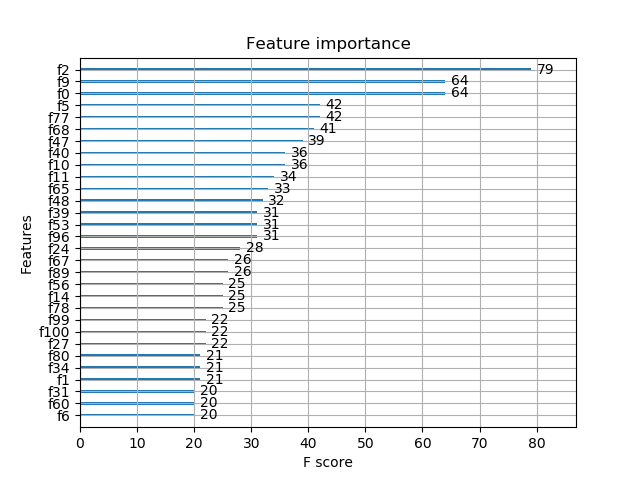 Feature importance
Features
f2 79
f9 64
f0 64
f5 42
f77 42
f68 41
f47 39
f40 36
f10 36
f11 34
f65 33
f48 32
f39 31
f53 31
f96 31
f24 28
f67 26
f89 26
f56 25
f14 25
f78 25
f99 22
f100 22
f27 22
f80 21
f34 21
f1 21
f31 20
f60 20
f6 20
0 10 20 30 40 50 60 70 80
F score